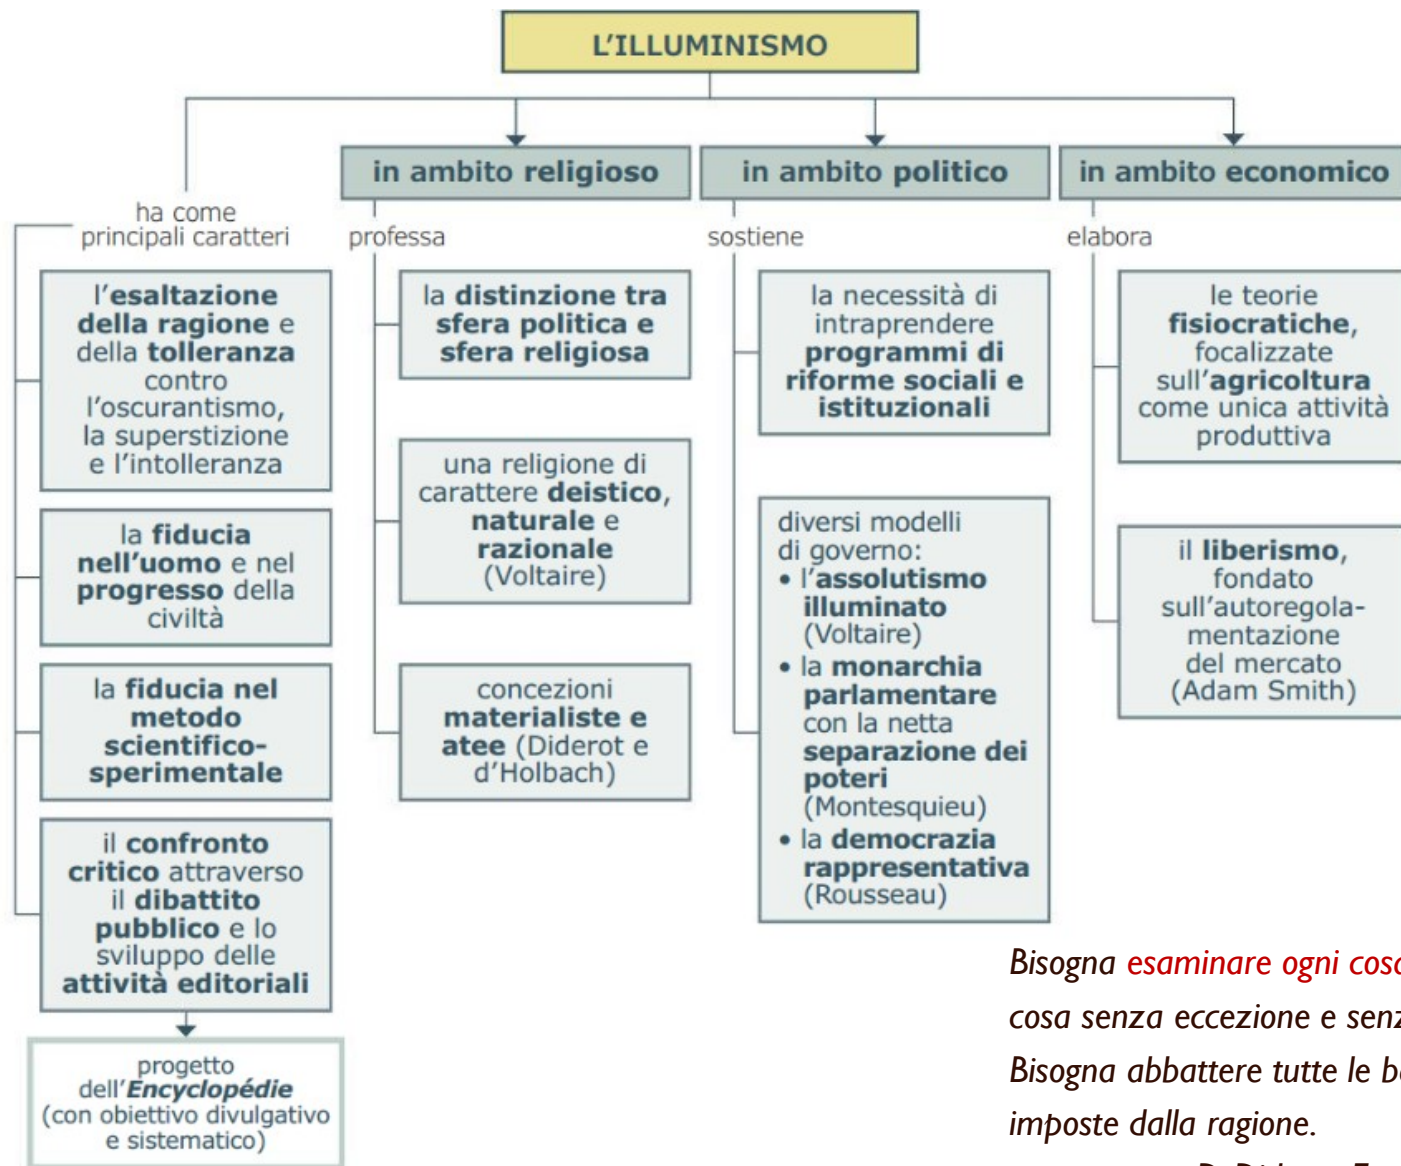 L'ILLUMINISMO
ha come
principali caratteri
l'esaltazione
della ragione e
della tolleranza
contro
l'oscurantismo,
la superstizione
e l'intolleranza
la fiducia
nell'uomo e nel
progresso della
civiltà
la fiducia nel
metodo
scientifico-
sperimentale
il confronto
critico attraverso
il dibattito
pubblico e lo
sviluppo delle
attività editoriali
progetto
dell'Encyclopédie
(con obiettivo divulgativo
e sistematico)
in ambito religioso
professa
la distinzione tra
sfera politica e
sfera religiosa
una religione di
carattere deistico,
naturale e
razionale
(Voltaire)
concezioni
materialiste e
atee (Diderot e
d'Holbach)
in ambito politico
sostiene
la necessità di
intraprendere
programmi di
riforme sociali e
istituzionali
diversi modelli
di governo:
• l'assolutismo
illuminato
(Voltaire)
• la monarchia
parlamentare
con la netta
separazione dei
poteri
(Montesquieu)
• la democrazia
rappresentativa
(Rousseau)
in ambito economico
elabora
le teorie
fisiocratiche,
focalizzate
sull'agricoltura
come unica attività
produttiva
il liberismo,
fondato
sull'autoregola-
mentazione
del mercato
(Adam Smith)
Bisogna esaminare ogni
cosa senza eccezione e
Bisogna abbattere tutte le
imposte dalla ragione.